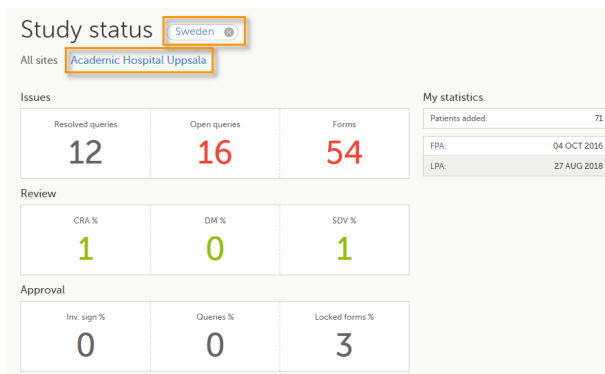 Study status Sweden
All sites Academic Hospital Uppsala
Issues
Resolved queries Open queries Forms
12 16 54
My statistics
Patients added: 71
FPA: 04 OCT 2016
LPA: 27 AUG 2018
Review
CRA % DM % SDV %
1 0 1
Approval
Inv. sign % Queries % Locked forms %
0 0 3